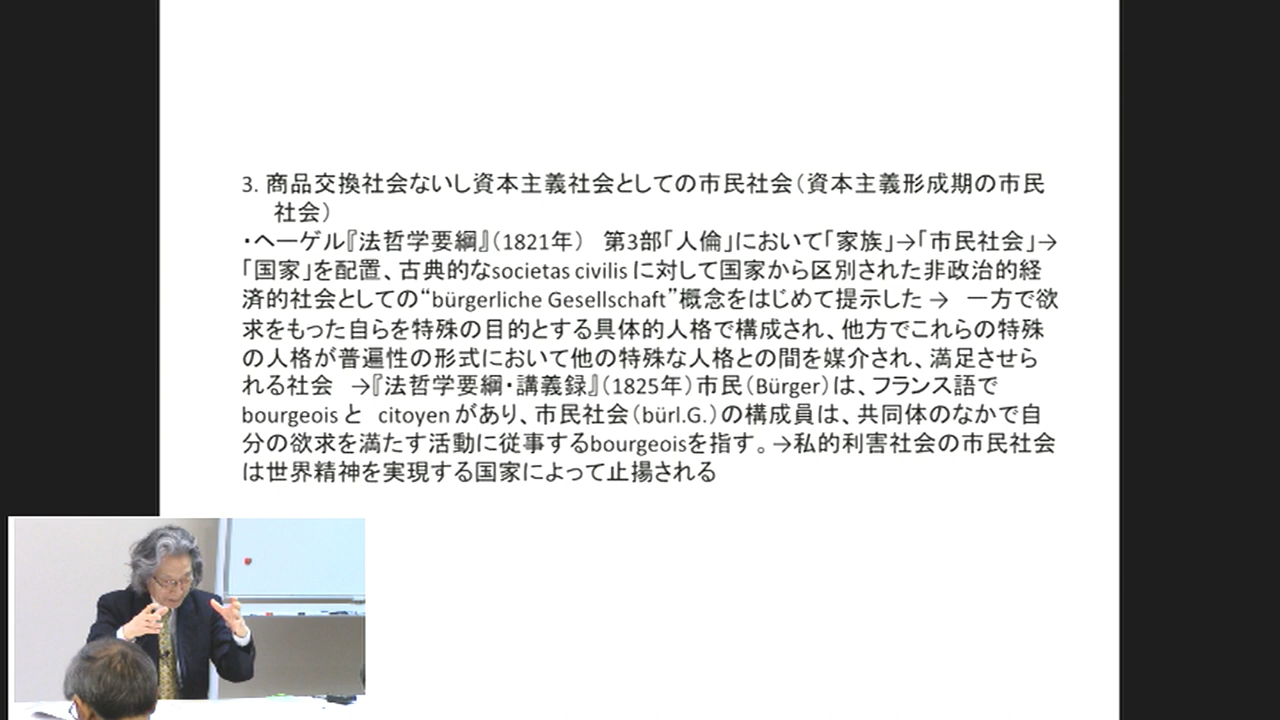 3. 商品交換社会ないし資本主義社会としての市民社会（資本主義形成期の市民
社会）
・ヘーゲル『法哲学要綱』（1821年）　第3部「人倫」において「家族」→「市民社会」→
「国家」を配置、古典的なsocietas civilis に対して国家から区別された非政治的経
済的社会としての“bürgerliche Gesellschaft”概念をはじめて提示した →　一方で欲
求をもった自らを特殊の目的とする具体的人格で構成され、他方でこれらの特殊
の人格が普遍性の形式において他の特殊な人格との間を媒介され、満足させら
れる社会　→『法哲学要綱・講義録』（1825年）市民（Bürger）は、フランス語で
bourgeois と　citoyen があり、市民社会（bürl.G.）の構成員は、共同体のなかで自
分の欲求を満たす活動に従事するbourgeoisを指す。→私的利害社会の市民社会
は世界精神を実現する国家によって止揚される